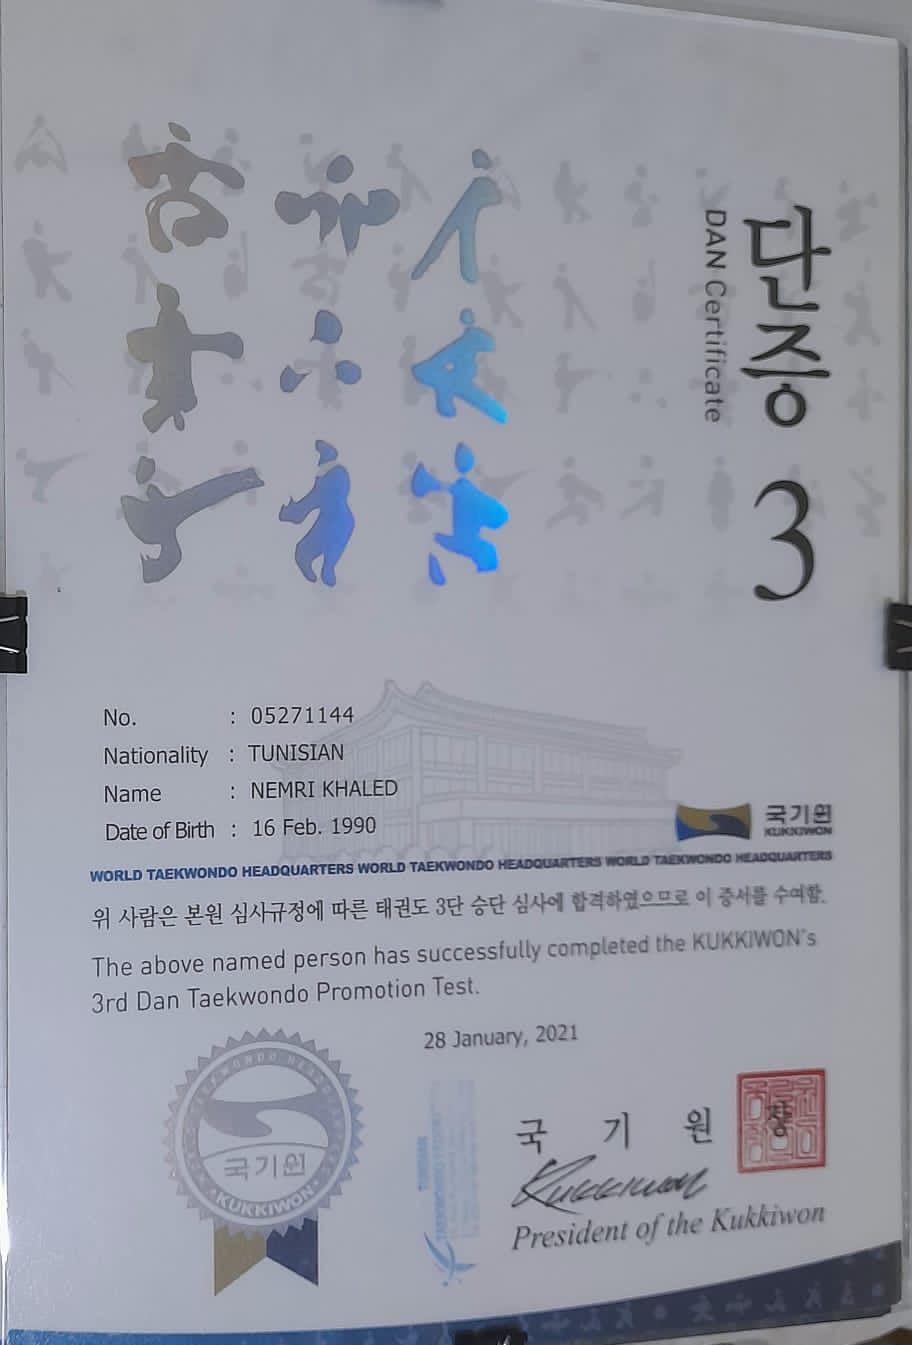 단증 3
DAN Certificate
No. : 05271144
Nationality : TUNISIAN
Name : NEMRI KHALED
Date of Birth : 16 Feb. 1990
국기원
KUKKIWON
WORLD TAEKWONDO HEADQUARTERS WORLD TAEKWONDO HEADQUARTERS WORLD TAEKWONDO HEADQUARTERS
위 사람은 본원 심사규정에 따른 태권도 3단 승단 심사에 합격하였으므로 이 증서를 수여함.
The above named person has successfully completed the KUKKIWON's
3rd Dan Taekwondo Promotion Test.
28 January, 2021
국기원
KUKKIWON
국 기 원 장
Kukkiwon
President of the Kukkiwon